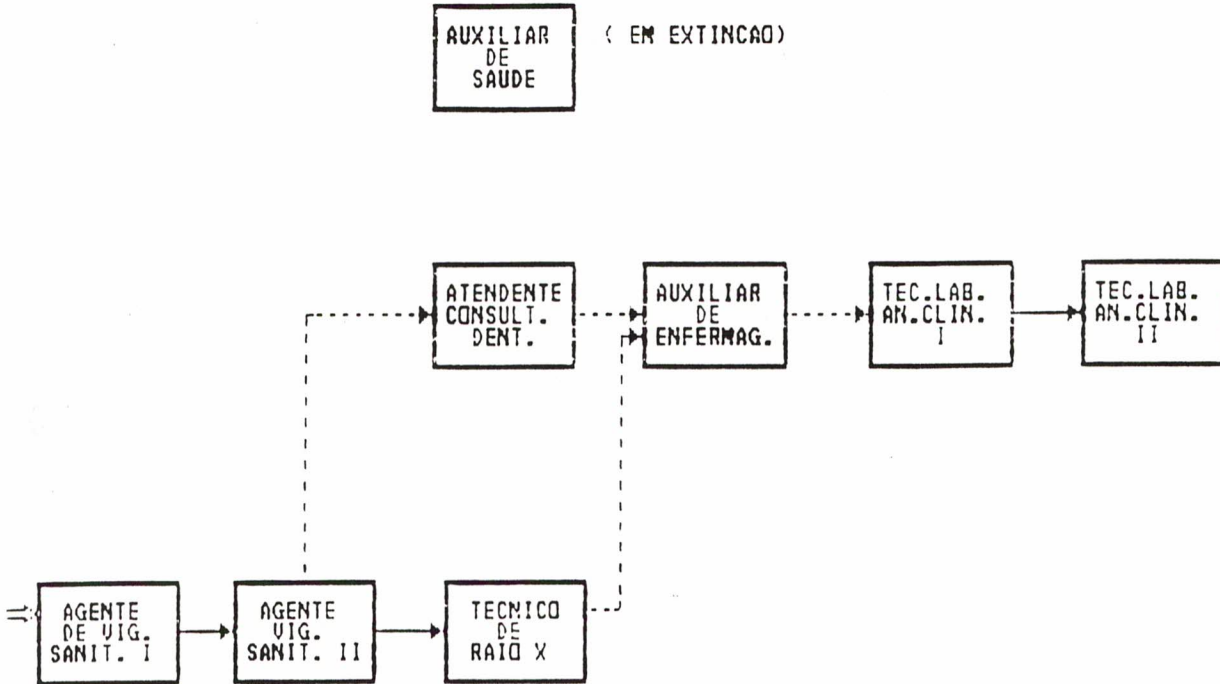 AUXILIAR
DE
SAUDE
( EM EXTINCAO)
ATENDENTE
CONSULT.
DENT.
AUXILIAR
DE
ENFERMAG.
TEC.LAB.
AN.CLIN.
I
TEC.LAB.
AN.CLIN.
II
AGENTE
DE VIG.
SANIT. I
AGENTE
VIG.
SANIT. II
TECNICO
DE
RAIO X